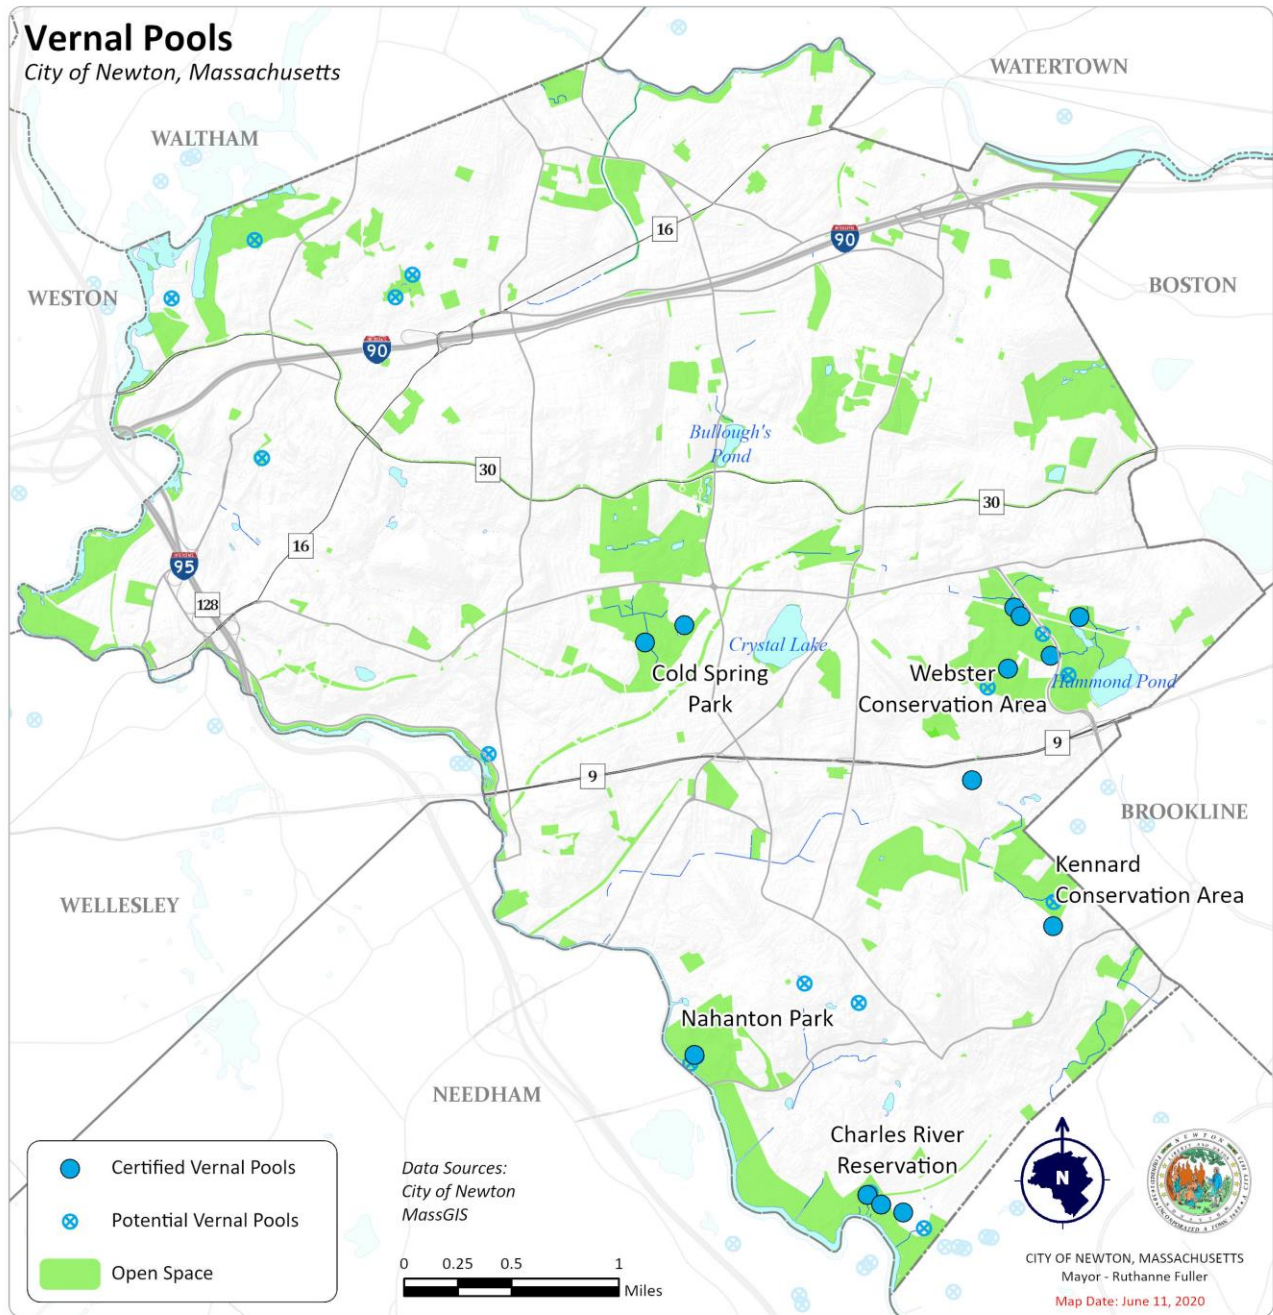 Vernal Pools
City of Newton, Massachusetts
WATERTOWN
WALTHAM
16
90
WESTON
BOSTON
90
Bullough's
Pond
30
30
16
95
128
Crystal Lake
Cold Spring
Park
Webster
Conservation Area
Hammond Pond
9
9
BROOKLINE
Kennard
Conservation Area
WELLESLEY
Nahanton Park
NEEDHAM
Charles River
Reservation
N
Certified Vernal Pools
Potential Vernal Pools
Open Space
Data Sources:
City of Newton
MassGIS
0 0.25 0.5 1
Miles
CITY OF NEWTON, MASSACHUSETTS
Mayor - Ruthanne Fuller
Map Date: June 11, 2020